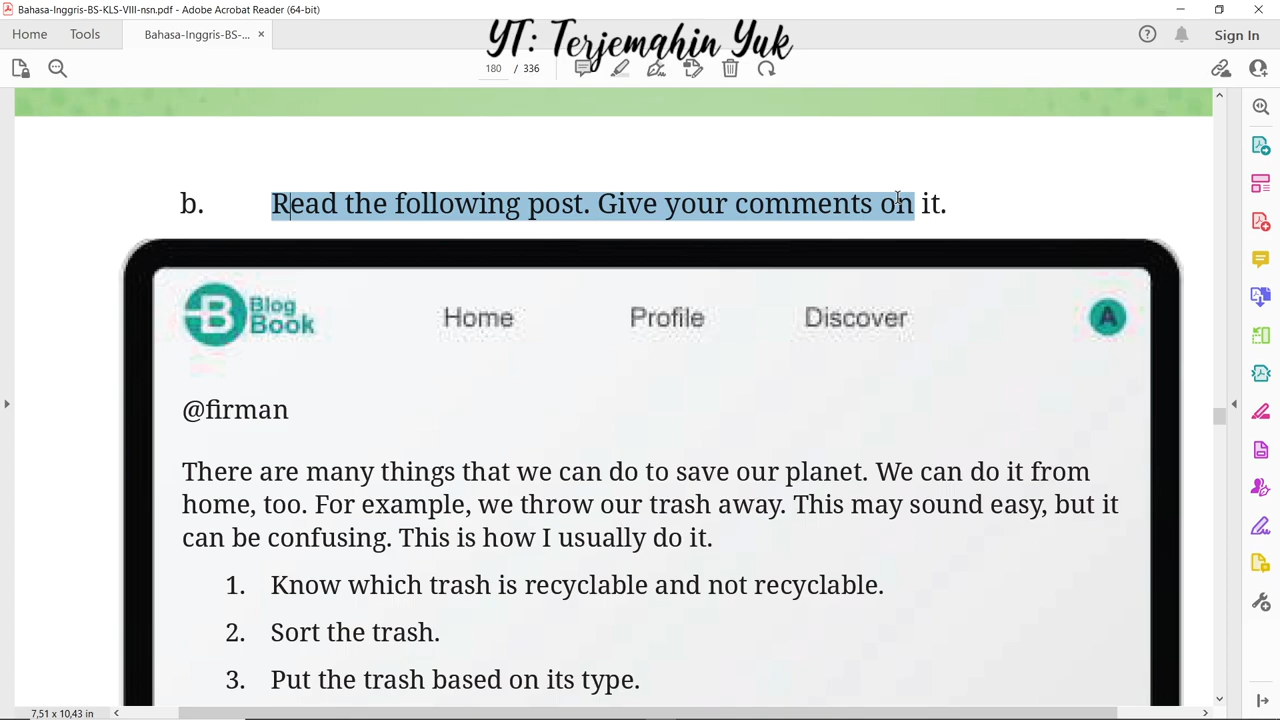 Bahasa-Inggris-BS-KLS-VIII-nsn.pdf - Adobe Acrobat Reader (64-bit)
Home Tools Bahasa-Inggris-BS-... × Sign In
YT: Terjemahin Yuk
180 / 336
b. Read the following post. Give your comments on it.
B Blog Book Home Profile Discover A
@firman
There are many things that we can do to save our planet. We can do it from
home, too. For example, we throw our trash away. This may sound easy, but it
can be confusing. This is how I usually do it.
1. Know which trash is recyclable and not recyclable.
2. Sort the trash.
3. Put the trash based on its type.
7,51 x 10,43 in